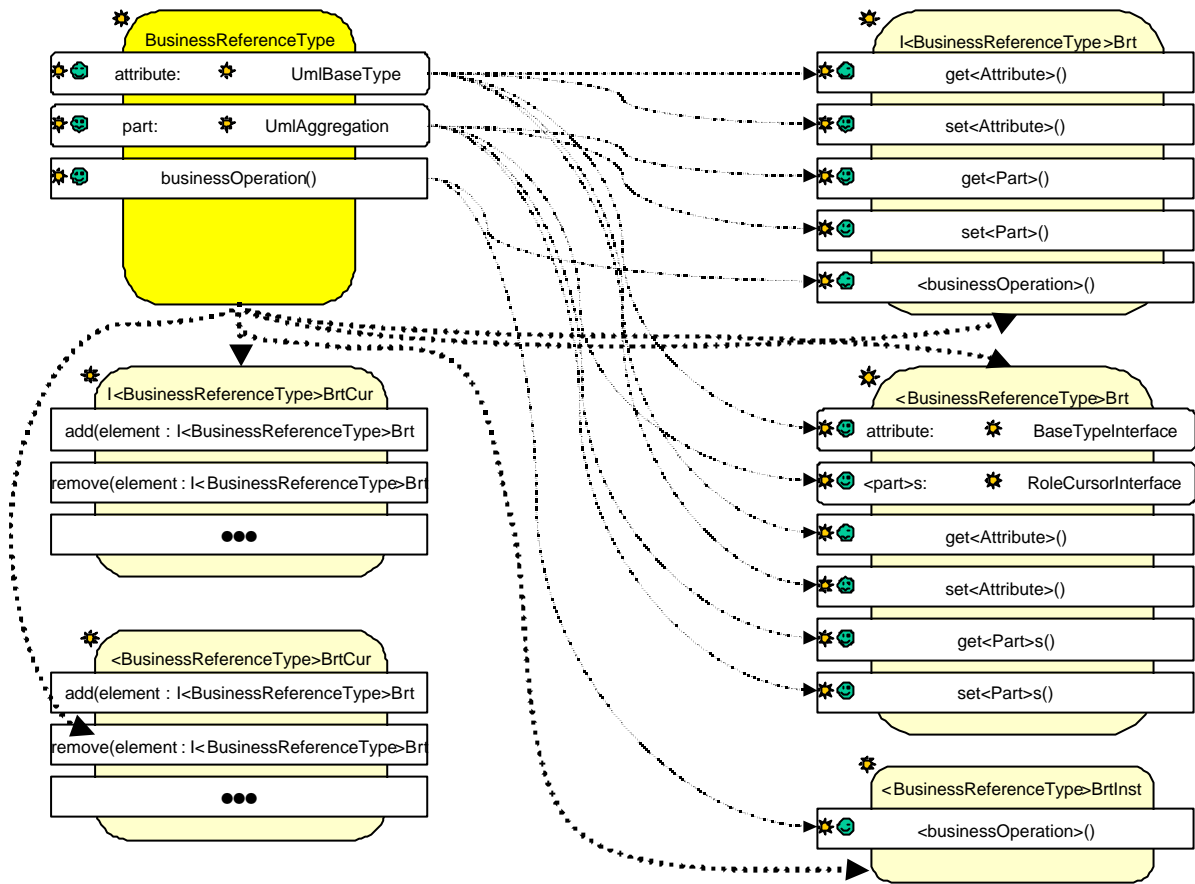 BusinessReferenceType
attribute: UmlBaseType
part: UmlAggregation
businessOperation()
I<BusinessReferenceType>Brt
get<Attribute>()
set<Attribute>()
get<Part>()
set<Part>()
<businessOperation>()
I<BusinessReferenceType>BrtCur
add(element : I<BusinessReferenceType>Brt
remove(element : I<BusinessReferenceType>Brt
●●●
<BusinessReferenceType>BrtCur
add(element : I<BusinessReferenceType>Brt
remove(element : I<BusinessReferenceType>Brt
●●●
<BusinessReferenceType>Brt
attribute: BaseTypeInterface
<part>s: RoleCursorInterface
get<Attribute>()
set<Attribute>()
get<Part>s()
set<Part>s()
<BusinessReferenceType>BrtInst
<businessOperation>()